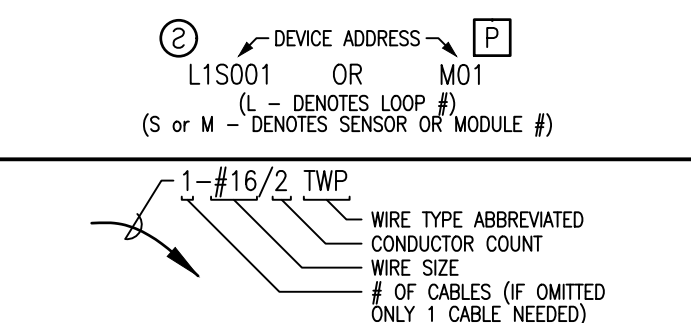 2 DEVICE ADDRESS P
L1S001 OR M01
(L – DENOTES LOOP #)
(S or M – DENOTES SENSOR OR MODULE #)
1-#16/2 TWP
WIRE TYPE ABBREVIATED
CONDUCTOR COUNT
WIRE SIZE
# OF CABLES (IF OMITTED
ONLY 1 CABLE NEEDED)